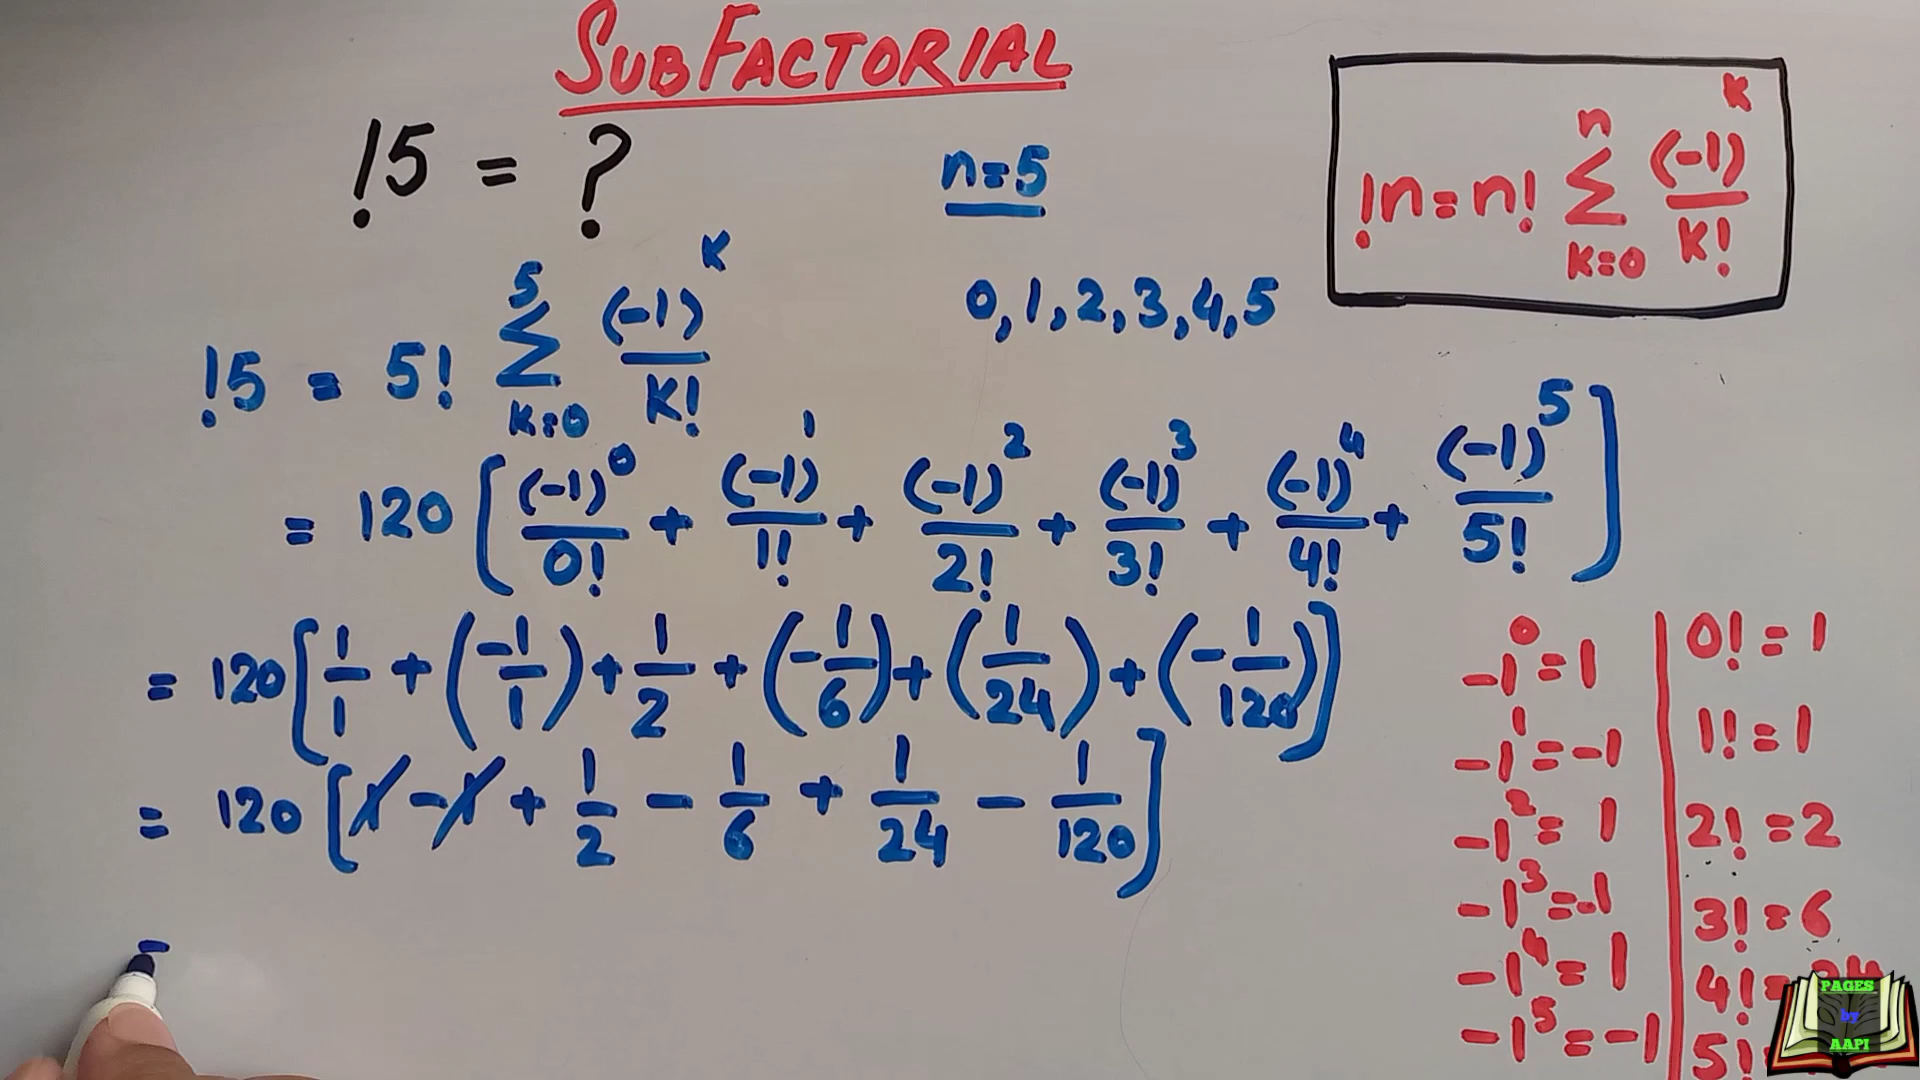 SUBFACTORIAL
!5 = ?
n=5
!n=n! n Σ k=0 (-1)^k / k!
!5 = 5! 5 Σ k=0 (-1)^k / k!
0, 1, 2, 3, 4, 5
= 120 [ (-1)^0 / 0! + (-1)^1 / 1! + (-1)^2 / 2! + (-1)^3 / 3! + (-1)^4 / 4! + (-1)^5 / 5! ]
= 120 [ 1/1 + (-1/1) + 1/2 + (-1/6) + (1/24) + (-1/120) ]
= 120 [ 1 - 1 + 1/2 - 1/6 + 1/24 - 1/120 ]
-1^0 = 1
-1^1 = -1
-1^2 = 1
-1^3 = -1
-1^4 = 1
-1^5 = -1
0! = 1
1! = 1
2! = 2
3! = 6
4! =
5! =
PAGES
by
AAPI